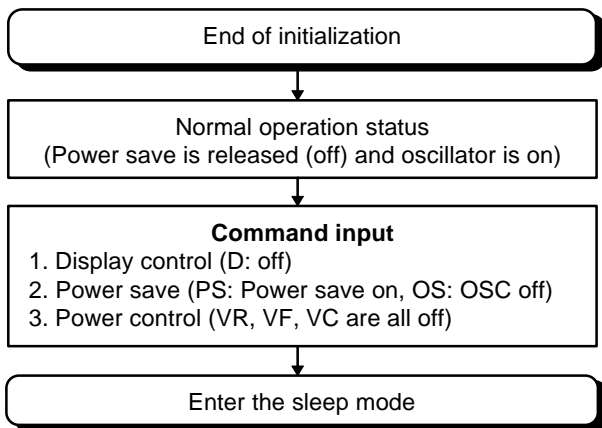 End of initialization
Normal operation status
(Power save is released (off) and oscillator is on)
Command input
1. Display control (D: off)
2. Power save (PS: Power save on, OS: OSC off)
3. Power control (VR, VF, VC are all off)
Enter the sleep mode